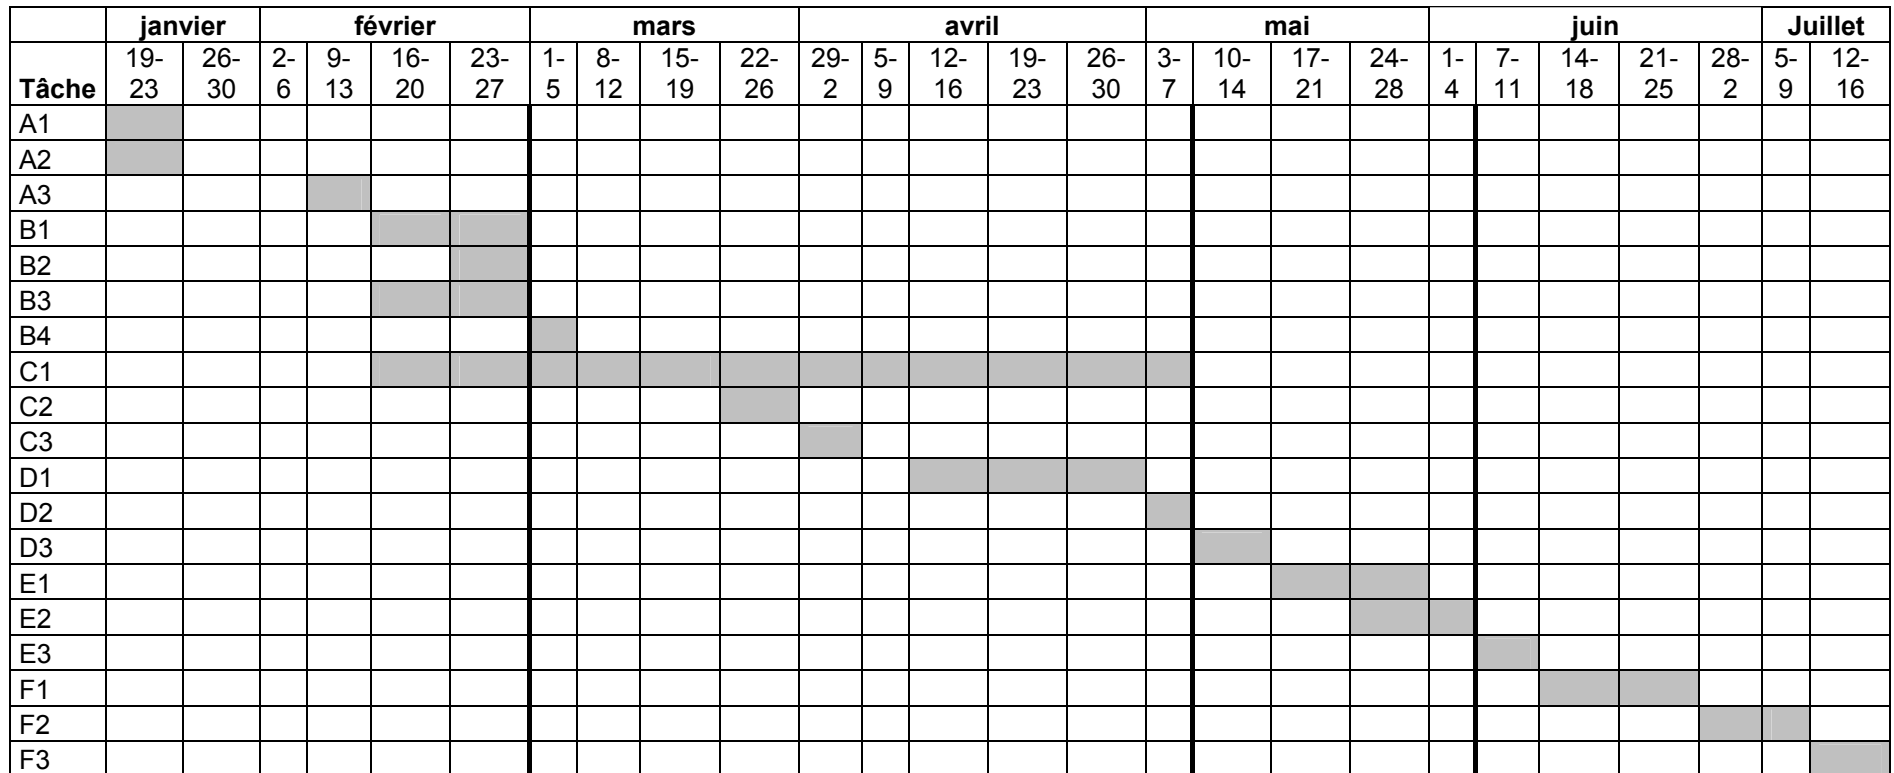 janvier février mars avril mai juin Juillet
19- 26- 2- 9- 16- 23- 1- 8- 15- 22- 29- 5- 12- 19- 26- 3- 10- 17- 24- 1- 7- 14- 21- 28- 5- 12-
Tâche 23 30 6 13 20 27 5 12 19 26 2 9 16 23 30 7 14 21 28 4 11 18 25 2 9 16
A1
A2
A3
B1
B2
B3
B4
C1
C2
C3
D1
D2
D3
E1
E2
E3
F1
F2
F3